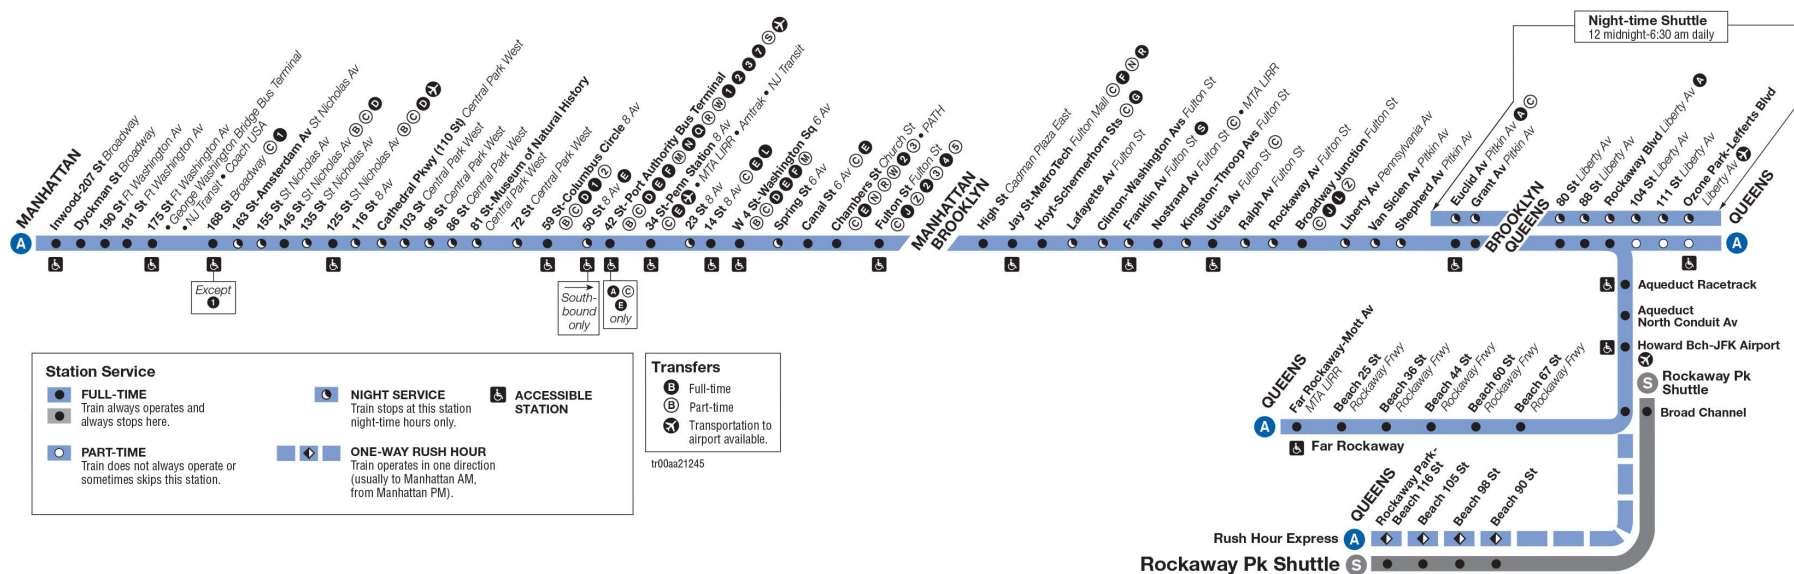 Night-time Shuttle
12 midnight-6:30 am daily
MANHATTAN
A
Inwood-207 St Broadway
Dyckman St Broadway
190 St Ft Washington Av
181 St Ft Washington Av
175 St Ft Washington Av
• George Washington Bridge Bus Terminal
• NJ Transit • Coach USA
168 St Broadway C 1
163 St-Amsterdam Av St Nicholas Av
155 St St Nicholas Av
145 St St Nicholas Av B C D
135 St St Nicholas Av
125 St St Nicholas Av B C D
116 St 8 Av
Cathedral Pkwy (110 St) Central Park West
103 St Central Park West
96 St Central Park West
86 St Central Park West
81 St-Museum of Natural History
Central Park West
72 St Central Park West
59 St-Columbus Circle 8 Av
B C D 1 2
50 St 8 Av E
42 St-Port Authority Bus Terminal
B C D E F M N Q R W 1 2 3 7 S
34 St-Penn Station 8 Av
C E • MTA LIRR • Amtrak • NJ Transit
23 St 8 Av
14 St 8 Av C E L
W 4 St-Washington Sq 6 Av
B C D E F M
Spring St 6 Av
Canal St 6 Av C E
Chambers St Church St
C E N R W 2 3 • PATH
Fulton St Fulton St
C J Z 2 3 4 5
MANHATTAN
BROOKLYN
High St Cadman Plaza East
Jay St-MetroTech Fulton Mall C F N R
Hoyt-Schermerhorn Sts C G
Lafayette Av Fulton St
Clinton-Washington Avs Fulton St
Franklin Av Fulton St S
Nostrand Av Fulton St C • MTA LIRR
Kingston-Throop Avs Fulton St
Utica Av Fulton St C
Ralph Av Fulton St
Rockaway Av Fulton St
Broadway Junction Fulton St
C J L Z
Liberty Av Pennsylvania Av
Van Siclen Av Pitkin Av
Shepherd Av Pitkin Av
Euclid Av Pitkin Av A C
Grant Av Pitkin Av
BROOKLYN
QUEENS
80 St Liberty Av
88 St Liberty Av
Rockaway Blvd Liberty Av A
104 St Liberty Av
111 St Liberty Av
Ozone Park-Lefferts Blvd
Liberty Av
QUEENS
A
Except
1
South-
bound
only
A C
E
only
Aqueduct Racetrack
Aqueduct
North Conduit Av
Howard Bch-JFK Airport
S Rockaway Pk
Shuttle
Broad Channel
QUEENS
A
Far Rockaway-Mott Av
MTA LIRR
Beach 25 St
Rockaway Frwy
Beach 36 St
Rockaway Frwy
Beach 44 St
Rockaway Frwy
Beach 60 St
Rockaway Frwy
Beach 67 St
Rockaway Frwy
Far Rockaway
QUEENS
Rockaway Park-
Beach 116 St
Beach 105 St
Beach 98 St
Beach 90 St
Rush Hour Express A
Rockaway Pk Shuttle S
Station Service
FULL-TIME
Train always operates and
always stops here.
PART-TIME
Train does not always operate or
sometimes skips this station.
NIGHT SERVICE
Train stops at this station
night-time hours only.
ONE-WAY RUSH HOUR
Train operates in one direction
(usually to Manhattan AM,
from Manhattan PM).
ACCESSIBLE
STATION
Transfers
B Full-time
B Part-time
Transportation to
airport available.
tr00aa21245